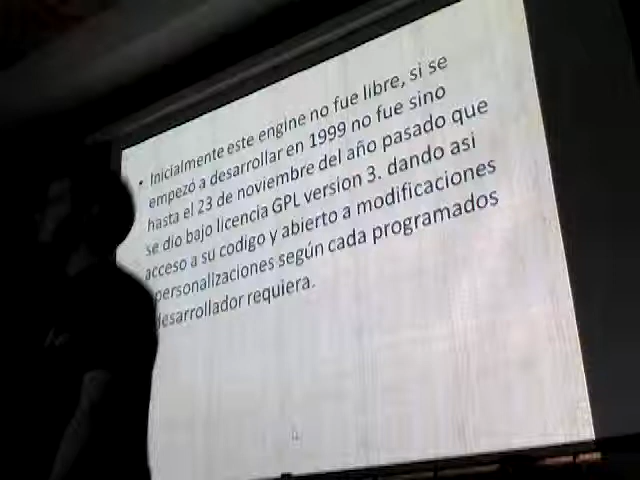 • Inicialmente este engine no fue libre, si se
empezó a desarrollar en 1999 no fue sino
hasta el 23 de noviembre del año pasado que
se dio bajo licencia GPL version 3. dando asi
acceso a su codigo y abierto a modificaciones
personalizaciones según cada programados
desarrollador requiera.